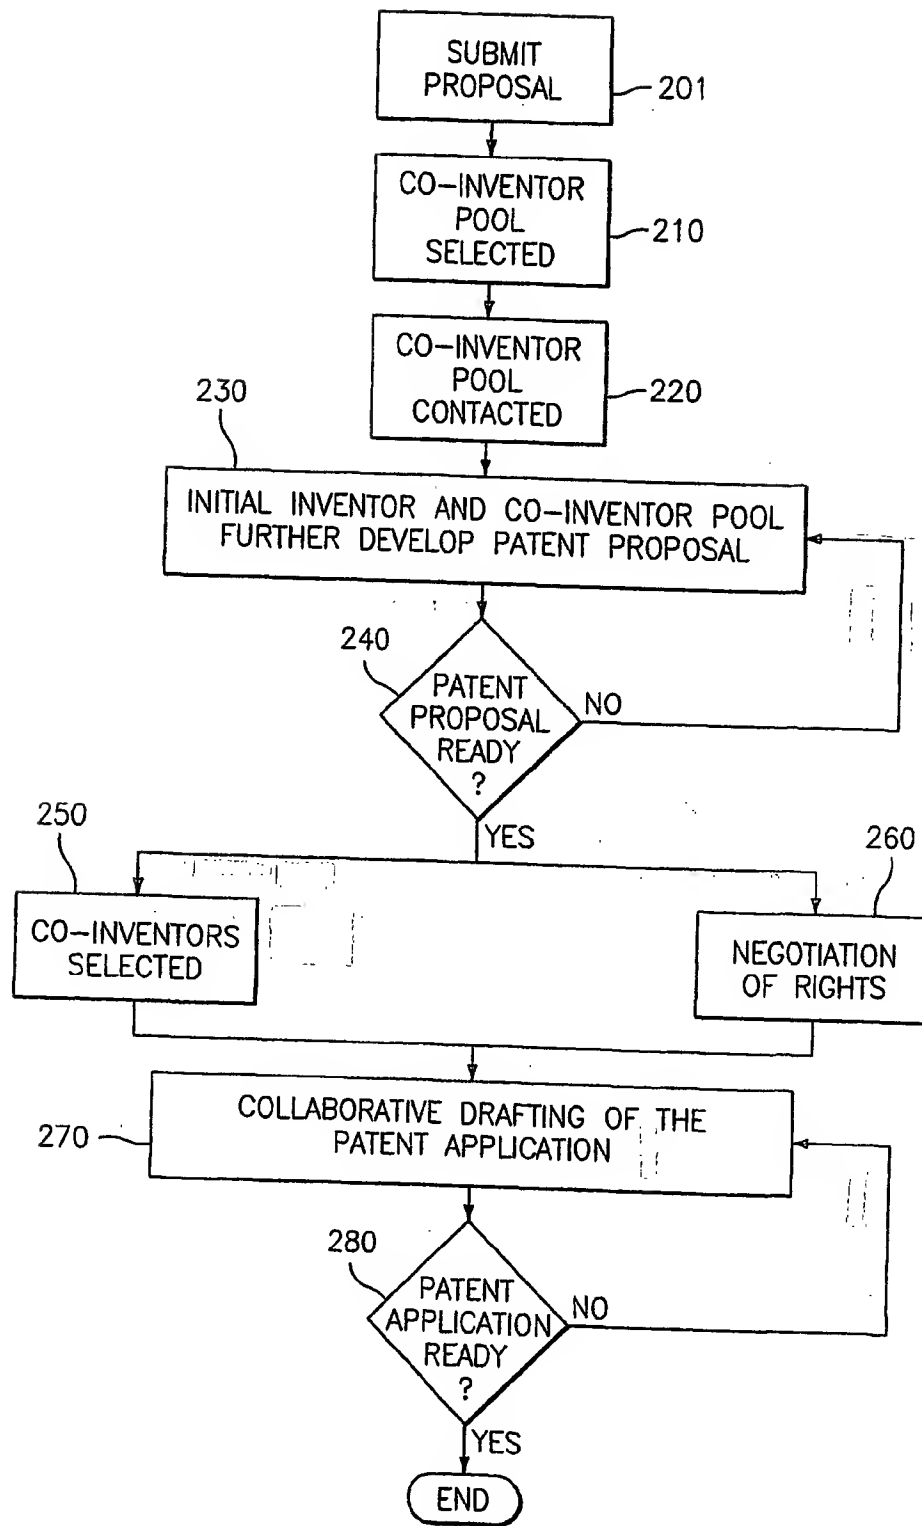 SUBMIT
PROPOSAL
201
CO-INVENTOR
POOL
SELECTED
210
CO-INVENTOR
POOL
CONTACTED
220
230
INITIAL INVENTOR AND CO-INVENTOR POOL
FURTHER DEVELOP PATENT PROPOSAL
240
PATENT
PROPOSAL
READY
?
NO
YES
250
CO-INVENTORS
SELECTED
260
NEGOTIATION
OF RIGHTS
270
COLLABORATIVE DRAFTING OF THE
PATENT APPLICATION
280
PATENT
APPLICATION
READY
?
NO
YES
END